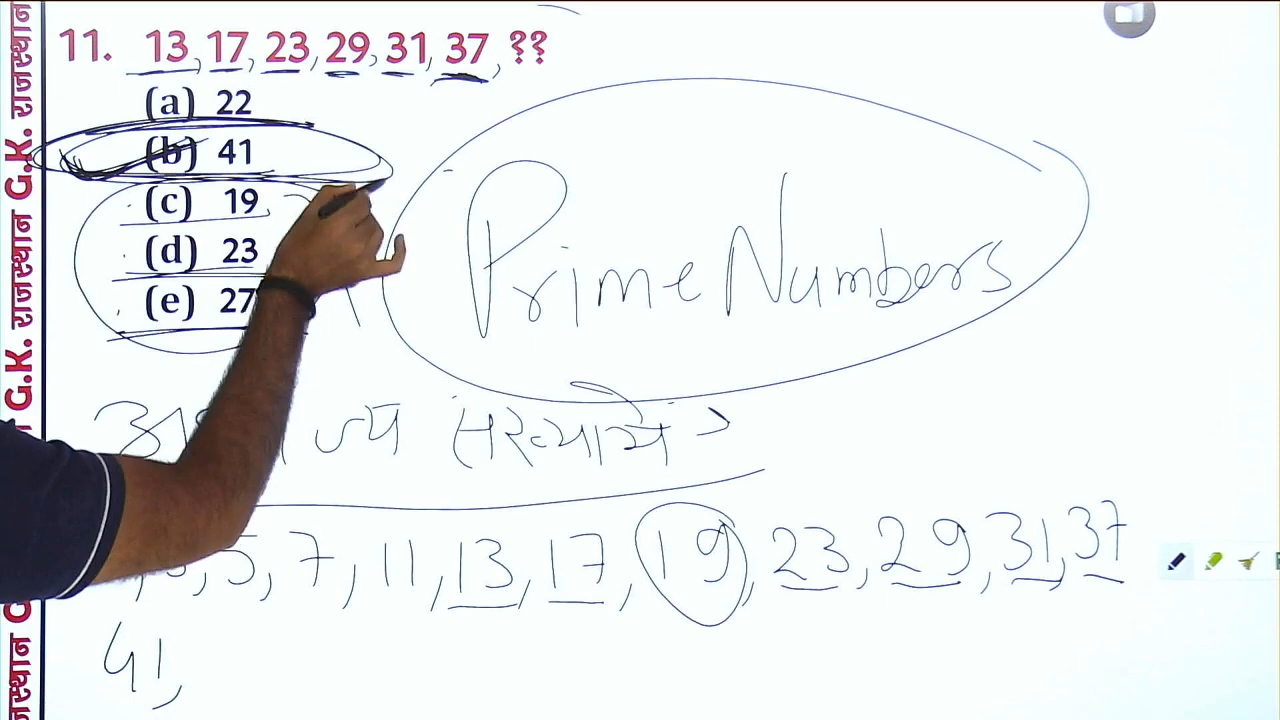 11. 13, 17, 23, 29, 31, 37, ??
(a) 22
(b) 41
(c) 19
(d) 23
(e) 27
Prime Numbers
संख्यायें
5, 7, 11, 13, 17, 19, 23, 29, 31, 37
41,
G.K. राजस्थान G.K. राजस्थान G.K. राजस्थान